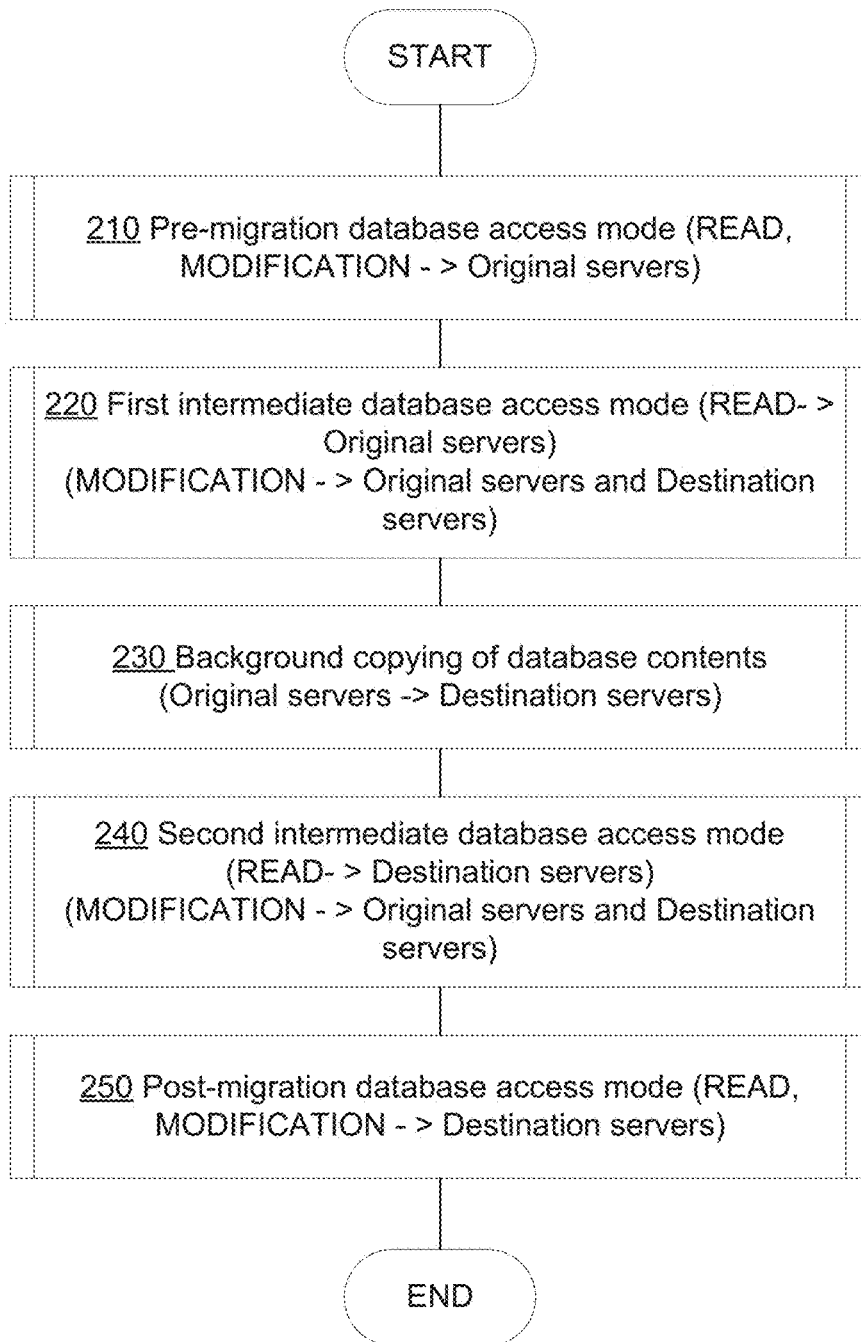 START
210 Pre-migration database access mode (READ,
MODIFICATION - > Original servers)
220 First intermediate database access mode (READ- >
Original servers)
(MODIFICATION - > Original servers and Destination
servers)
230 Background copying of database contents
(Original servers -> Destination servers)
240 Second intermediate database access mode
(READ- > Destination servers)
(MODIFICATION - > Original servers and Destination
servers)
250 Post-migration database access mode (READ,
MODIFICATION - > Destination servers)
END